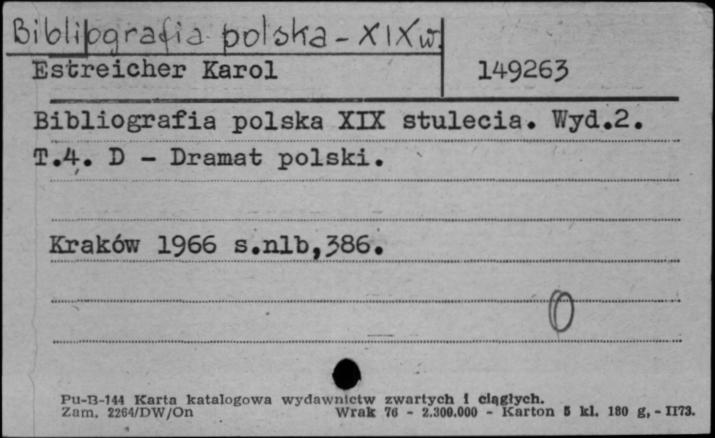 Bibliografia polska - XIX w.
Estreicher Karol 149263
Bibliografia polska XIX stulecia. Wyd.2.
T.4. D - Dramat polski.
Kraków 1966 s.nlb,386.
0
Pu-B-144 Karta katalogowa wydawnictw zwartych i ciągłych.
Zam. 2264/DW/On Wrak 76 - 2.300.000 - Karton 5 kl. 180 g, - II73.